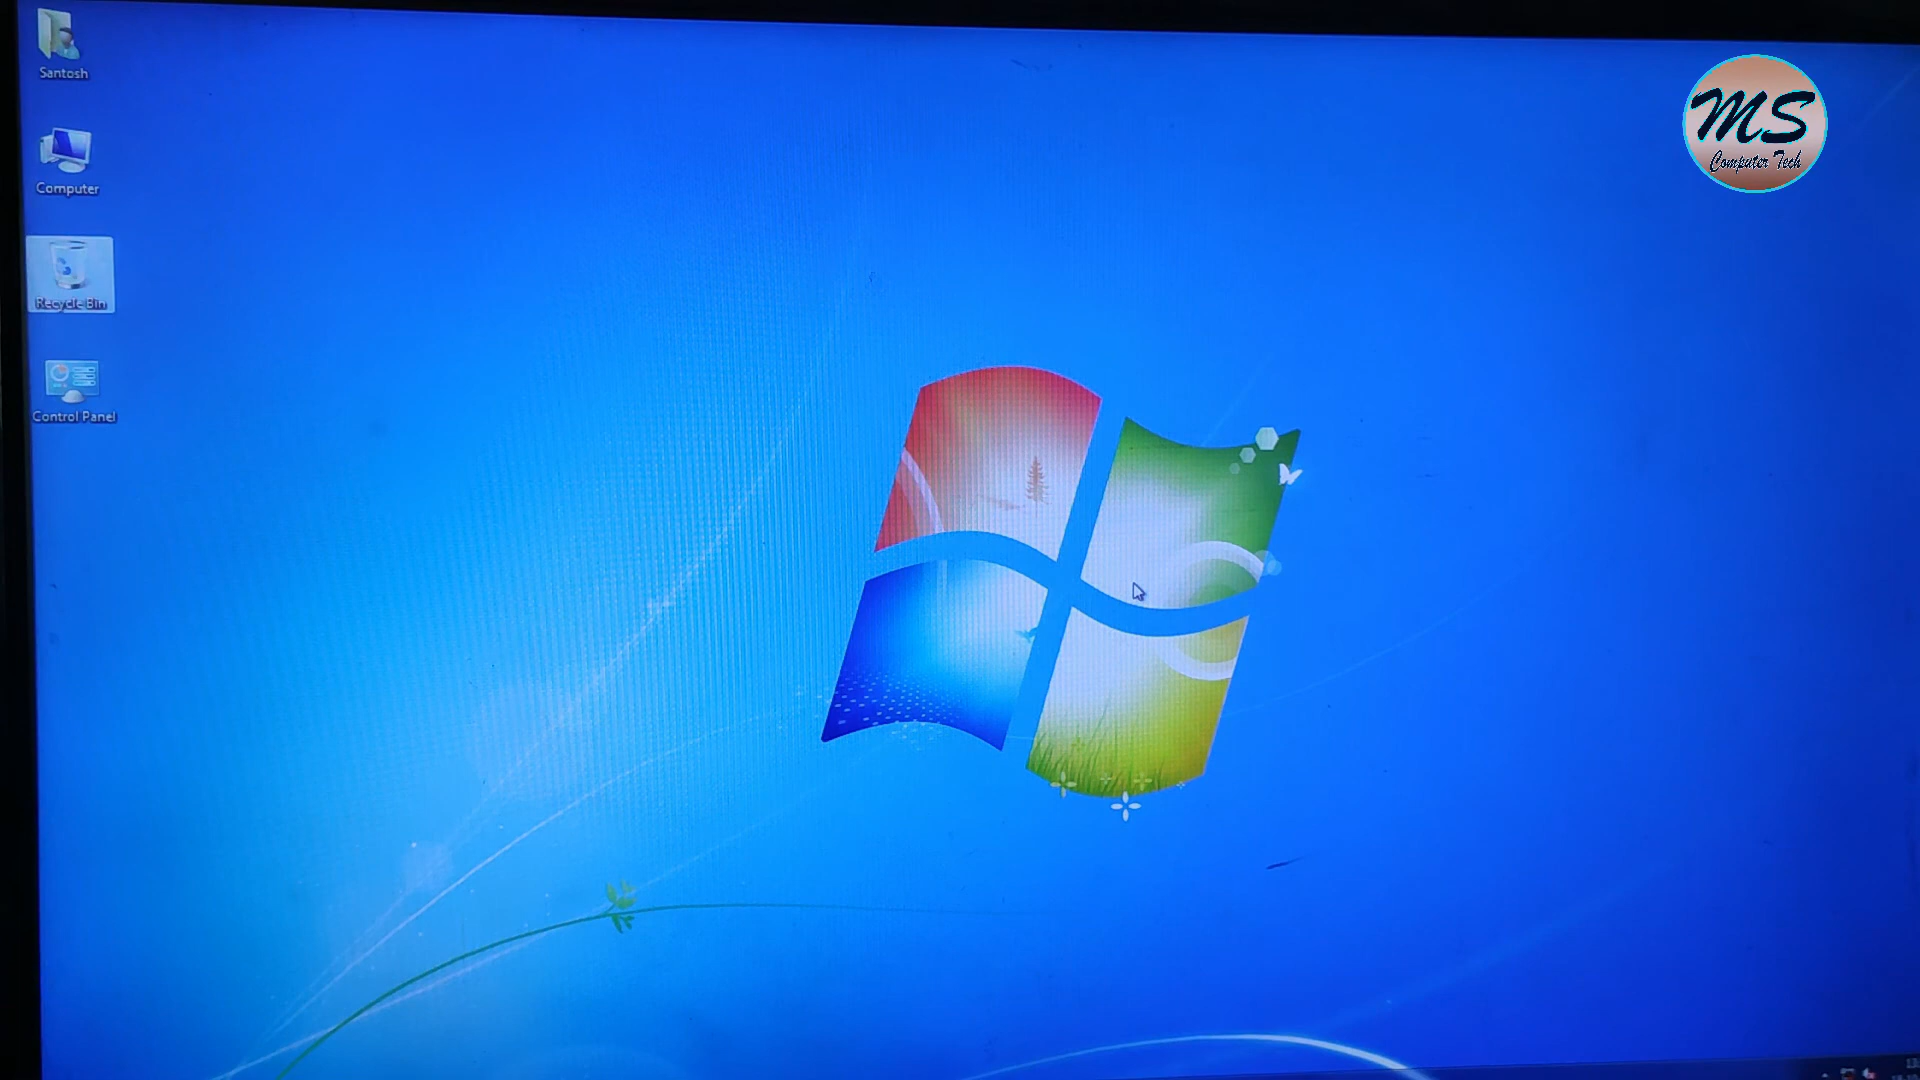 Santosh
MS
Computer Tech
Computer
Recycle Bin
Control Panel